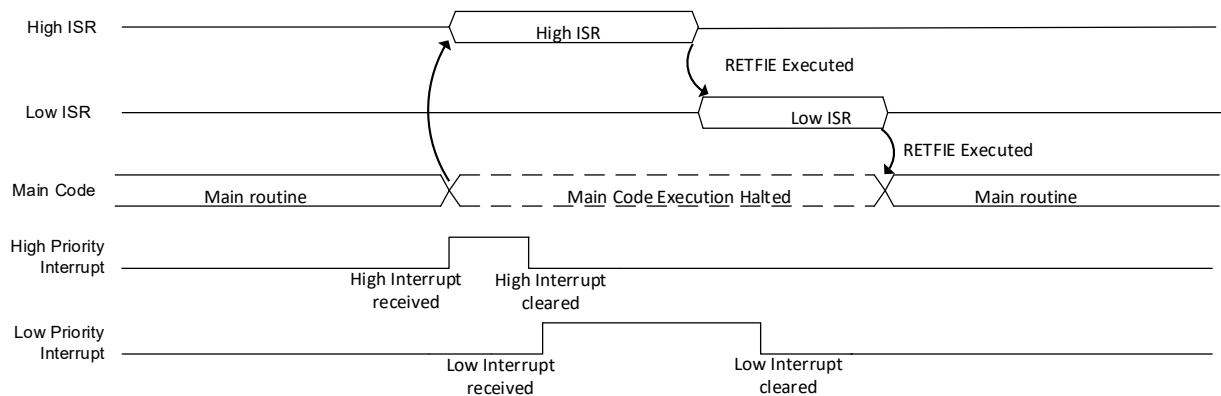 High ISR
High ISR
RETFIE Executed
Low ISR
Low ISR
RETFIE Executed
Main Code
Main routine
Main Code Execution Halted
Main routine
High Priority
Interrupt
High Interrupt
received
High Interrupt
cleared
Low Priority
Interrupt
Low Interrupt
received
Low Interrupt
cleared